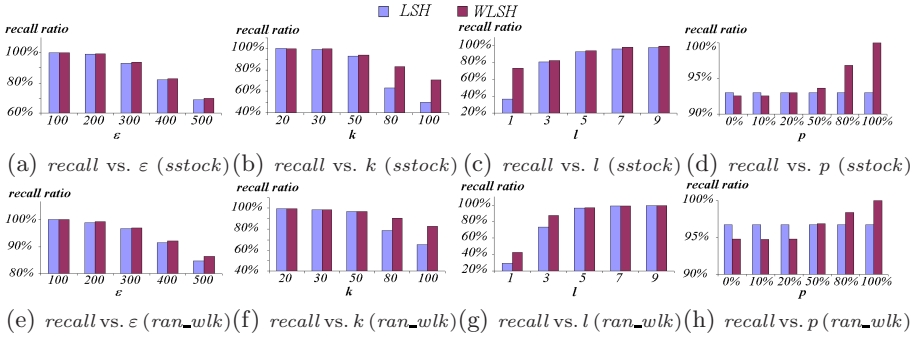 LSH WLSH
recall ratio recall ratio recall ratio recall ratio
100% 80% 60%
100 200 300 400 500
ε
100% 80% 60% 40%
20 30 50 80 100
k
100% 80% 60% 40% 20%
1 3 5 7 9
l
100% 95% 90%
0% 10% 20% 50% 80% 100%
p
(a) recall vs. ε (sstock) (b) recall vs. k (sstock) (c) recall vs. l (sstock) (d) recall vs. p (sstock)
recall ratio recall ratio recall ratio recall ratio
100% 90% 80%
100 200 300 400 500
ε
100% 80% 60% 40%
20 30 50 80 100
k
100% 80% 60% 40% 20%
1 3 5 7 9
l
100% 95% 90%
0% 10% 20% 50% 80% 100%
p
(e) recall vs. ε (ran_wlk) (f) recall vs. k (ran_wlk) (g) recall vs. l (ran_wlk) (h) recall vs. p (ran_wlk)